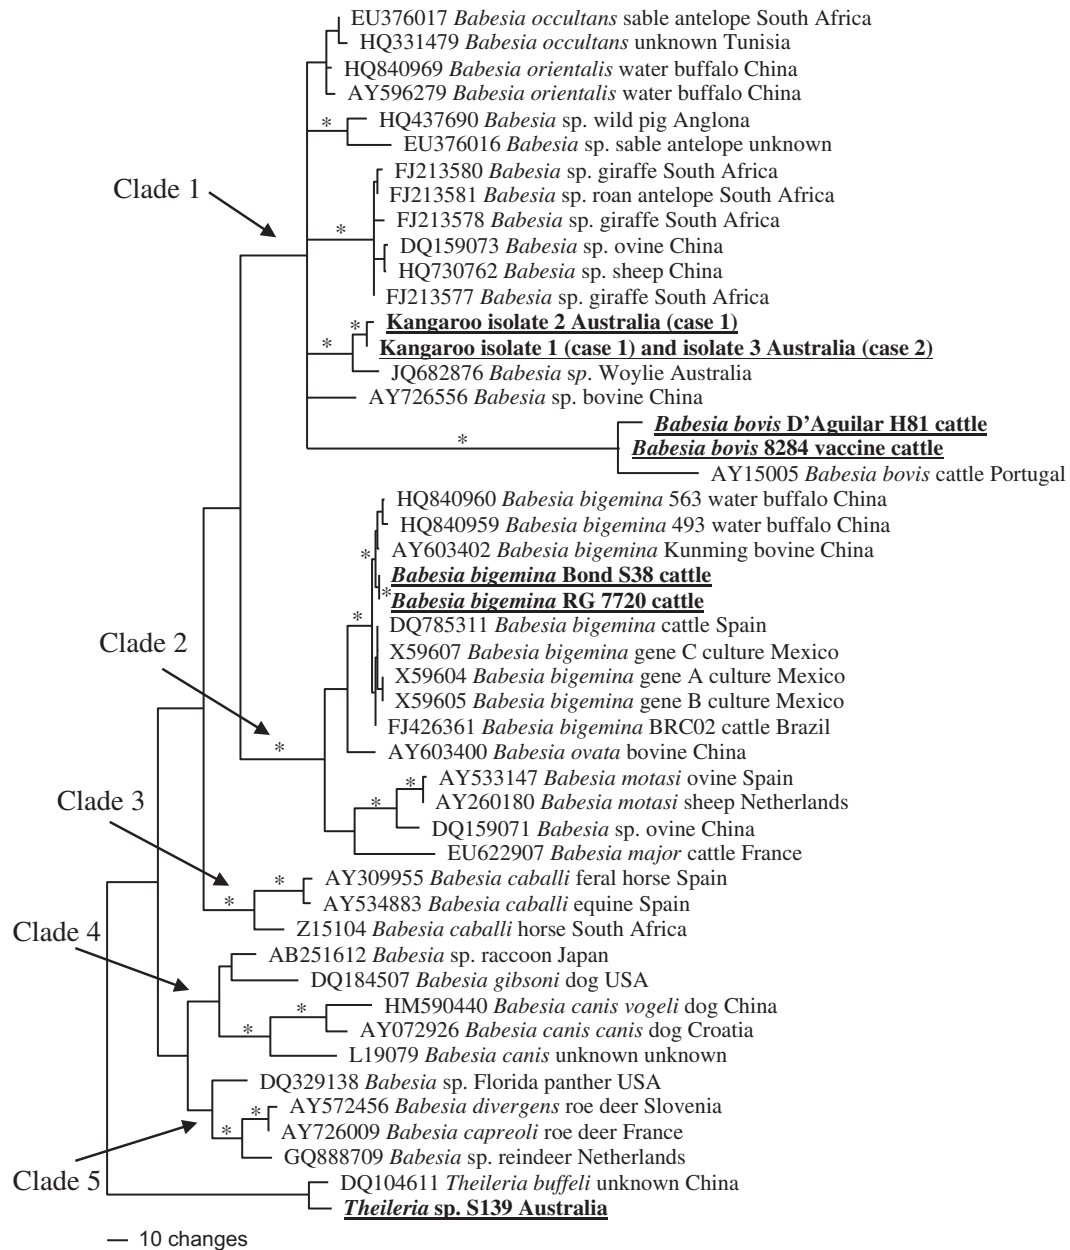 EU376017 Babesia occultans sable antelope South Africa
HQ331479 Babesia occultans unknown Tunisia
HQ840969 Babesia orientalis water buffalo China
AY596279 Babesia orientalis water buffalo China
* HQ437690 Babesia sp. wild pig Anglona
EU376016 Babesia sp. sable antelope unknown
FJ213580 Babesia sp. giraffe South Africa
Clade 1
FJ213581 Babesia sp. roan antelope South Africa
FJ213578 Babesia sp. giraffe South Africa
*
DQ159073 Babesia sp. ovine China
HQ730762 Babesia sp. sheep China
FJ213577 Babesia sp. giraffe South Africa
* Kangaroo isolate 2 Australia (case 1)
* Kangaroo isolate 1 (case 1) and isolate 3 Australia (case 2)
JQ682876 Babesia sp. Woylie Australia
AY726556 Babesia sp. bovine China
Babesia bovis D'Aguilar H81 cattle
*
Babesia bovis 8284 vaccine cattle
AY15005 Babesia bovis cattle Portugal
HQ840960 Babesia bigemina 563 water buffalo China
HQ840959 Babesia bigemina 493 water buffalo China
* AY603402 Babesia bigemina Kunming bovine China
Babesia bigemina Bond S38 cattle
* Babesia bigemina RG 7720 cattle
*
DQ785311 Babesia bigemina cattle Spain
Clade 2
X59607 Babesia bigemina gene C culture Mexico
X59604 Babesia bigemina gene A culture Mexico
X59605 Babesia bigemina gene B culture Mexico
FJ426361 Babesia bigemina BRC02 cattle Brazil
*
AY603400 Babesia ovata bovine China
* AY533147 Babesia motasi ovine Spain
Clade 3
* AY260180 Babesia motasi sheep Netherlands
DQ159071 Babesia sp. ovine China
EU622907 Babesia major cattle France
* AY309955 Babesia caballi feral horse Spain
* AY534883 Babesia caballi equine Spain
Z15104 Babesia caballi horse South Africa
Clade 4
AB251612 Babesia sp. raccoon Japan
DQ184507 Babesia gibsoni dog USA
* HM590440 Babesia canis vogeli dog China
* AY072926 Babesia canis canis dog Croatia
L19079 Babesia canis unknown unknown
DQ329138 Babesia sp. Florida panther USA
* AY572456 Babesia divergens roe deer Slovenia
* AY726009 Babesia capreoli roe deer France
GQ888709 Babesia sp. reindeer Netherlands
Clade 5
DQ104611 Theileria buffeli unknown China
Theileria sp. S139 Australia
10 changes